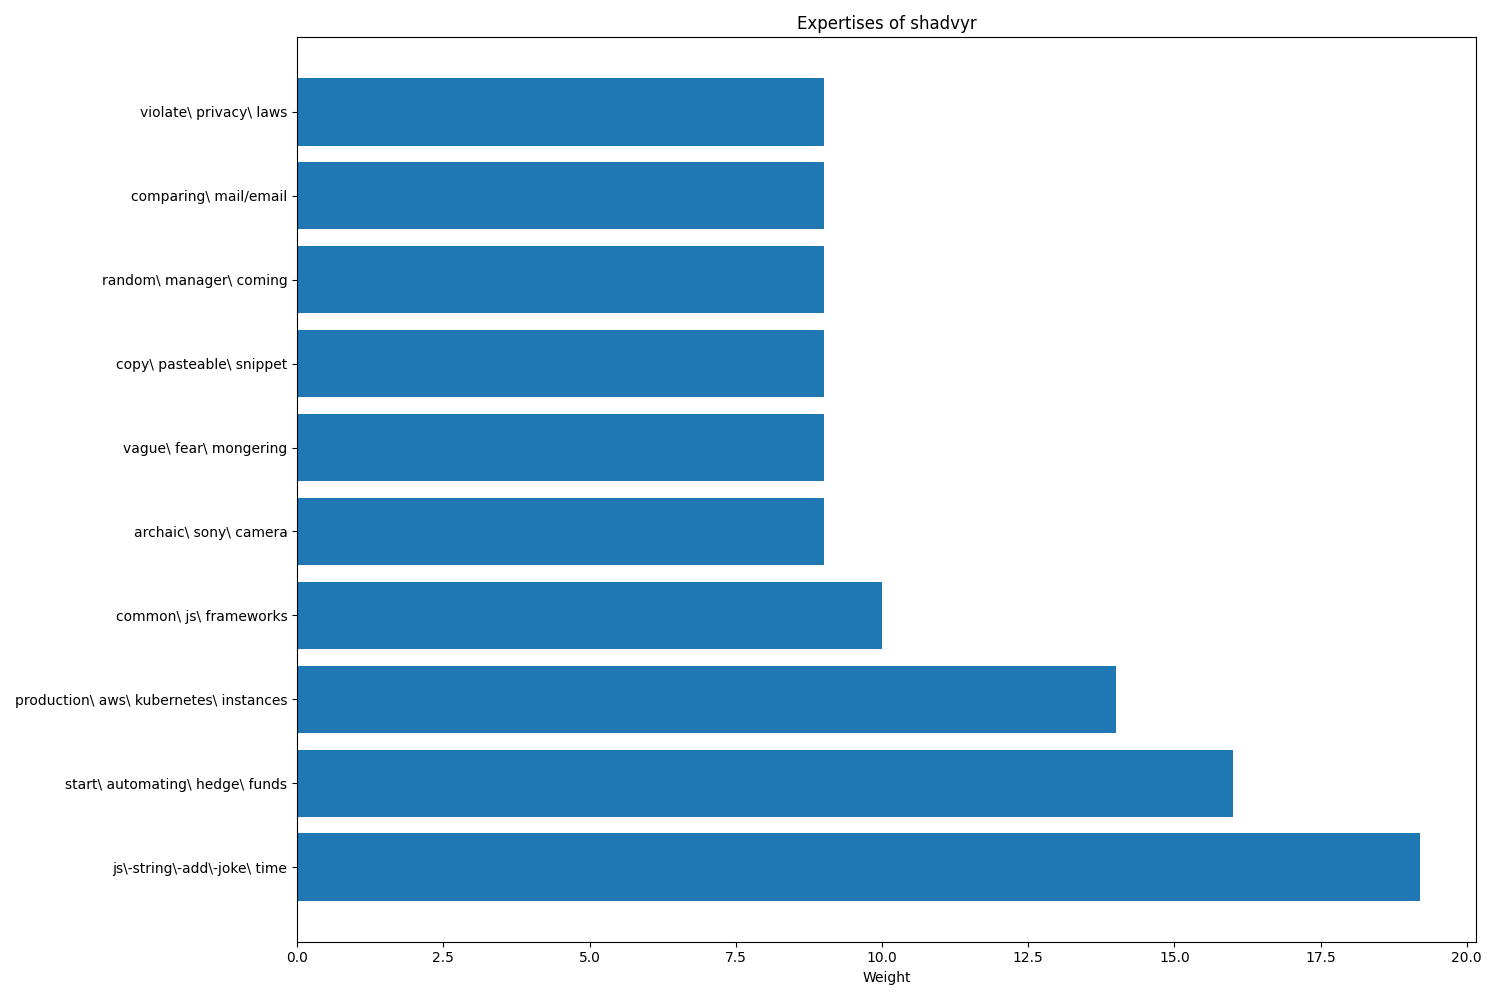 Expertises of shadvyr
violate\ privacy\ laws
comparing\ mail/email
random\ manager\ coming
copy\ pasteable\ snippet
vague\ fear\ mongering
archaic\ sony\ camera
common\ js\ frameworks
production\ aws\ kubernetes\ instances
start\ automating\ hedge\ funds
js\-string\-add\-joke\ time
0.0 2.5 5.0 7.5 10.0 12.5 15.0 17.5 20.0
Weight